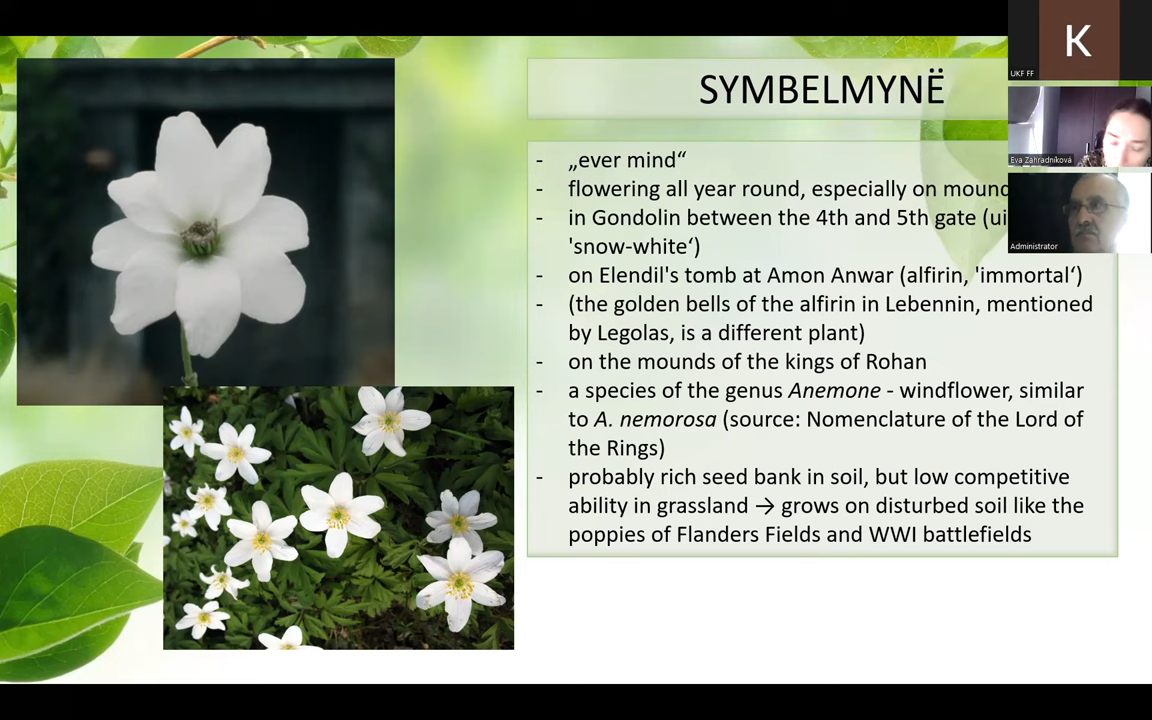 SYMBELMYNË
- „ever mind“
- flowering all year round, especially on
- in Gondolin between the 4th and 5th gate
'snow-white‘)
- on Elendil's tomb at Amon Anwar (alfirin, 'immortal‘)
- (the golden bells of the alfirin in Lebennin, mentioned
by Legolas, is a different plant)
- on the mounds of the kings of Rohan
- a species of the genus Anemone - windflower, similar
to A. nemorosa (source: Nomenclature of the Lord of
the Rings)
- probably rich seed bank in soil, but low competitive
ability in grassland → grows on disturbed soil like the
poppies of Flanders Fields and WWI battlefields
K
UKF FF
Eva Zahradníková
Administrator